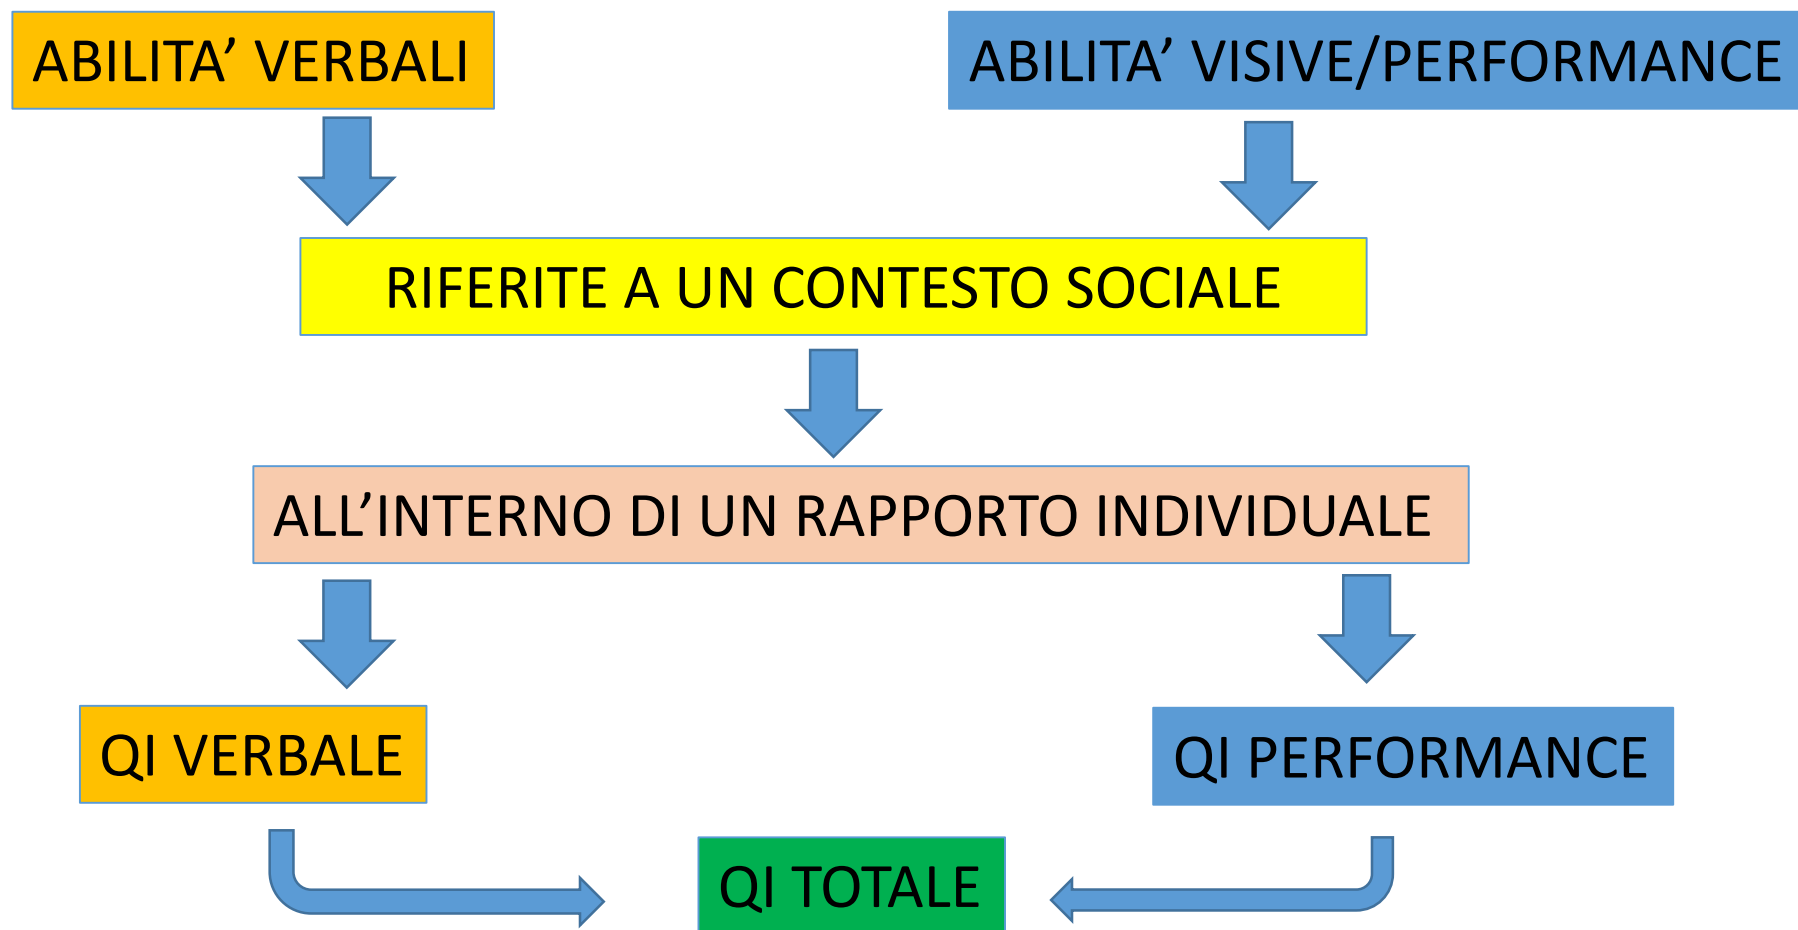 ABILITA’ VERBALI
ABILITA’ VISIVE/PERFORMANCE
RIFERITE A UN CONTESTO SOCIALE
ALL’INTERNO DI UN RAPPORTO INDIVIDUALE
QI VERBALE
QI PERFORMANCE
QI TOTALE